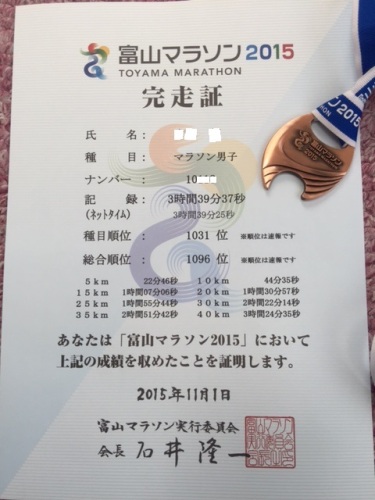 富山マラソン2015
TOYAMA MARATHON
完走証
氏 名：
種 目： マラソン男子
ナンバー： 10
記 録： 3時間39分37秒
（ネットタイム） 3時間39分25秒
種目順位： 1031 位 ※順位は速報です
総合順位： 1096 位 ※順位は速報です
5km 22分46秒 10km 44分35秒
15km 1時間07分06秒 20km 1時間30分57秒
25km 1時間55分44秒 30km 2時間22分14秒
35km 2時間51分42秒 40km 3時間24分35秒
あなたは「富山マラソン2015」において
上記の成績を収めたことを証明します。
2015年11月1日
富山マラソン実行委員会
会長 石井隆一
富山マラソン
2015